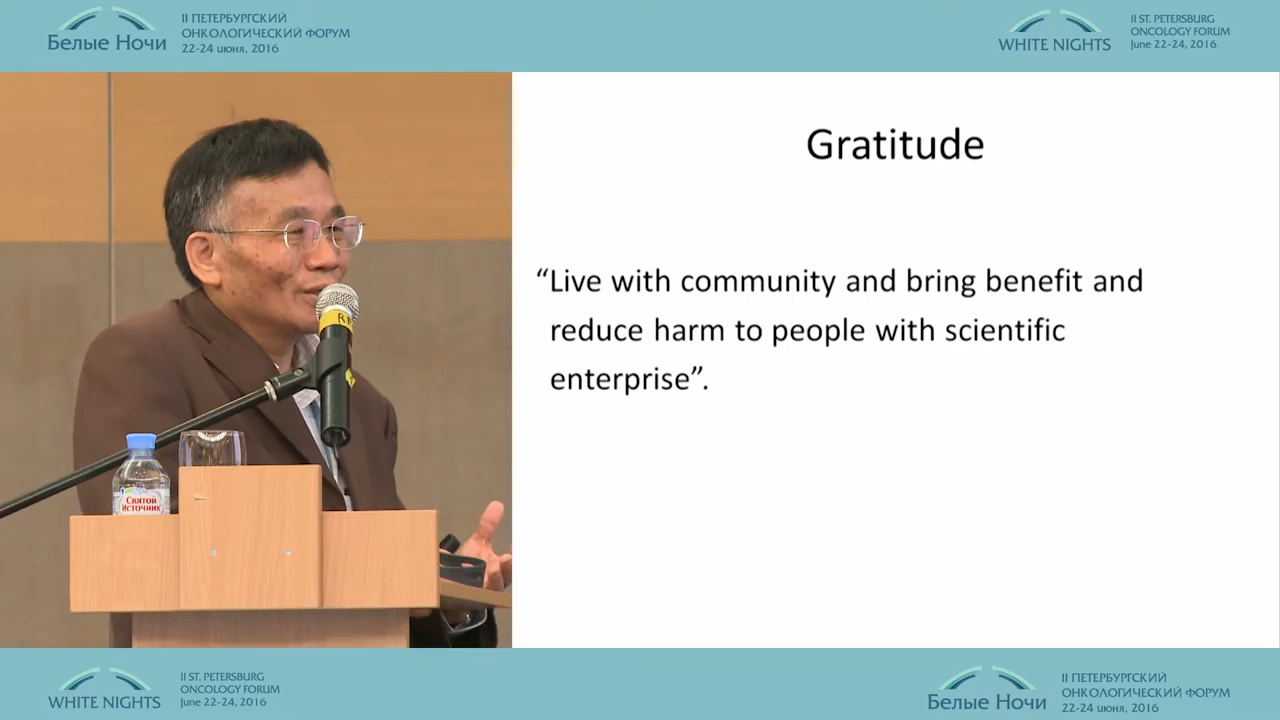 Белые Ночи
II ПЕТЕРБУРГСКИЙ
ОНКОЛОГИЧЕСКИЙ ФОРУМ
22-24 июня, 2016
WHITE NIGHTS
II ST. PETERSBURG
ONCOLOGY FORUM
June 22-24, 2016
Gratitude
“Live with community and bring benefit and
reduce harm to people with scientific
enterprise”.
Святой
Источник
WHITE NIGHTS
II ST. PETERSBURG
ONCOLOGY FORUM
June 22-24, 2016
Белые Ночи
II ПЕТЕРБУРГСКИЙ
ОНКОЛОГИЧЕСКИЙ ФОРУМ
22-24 июня, 2016